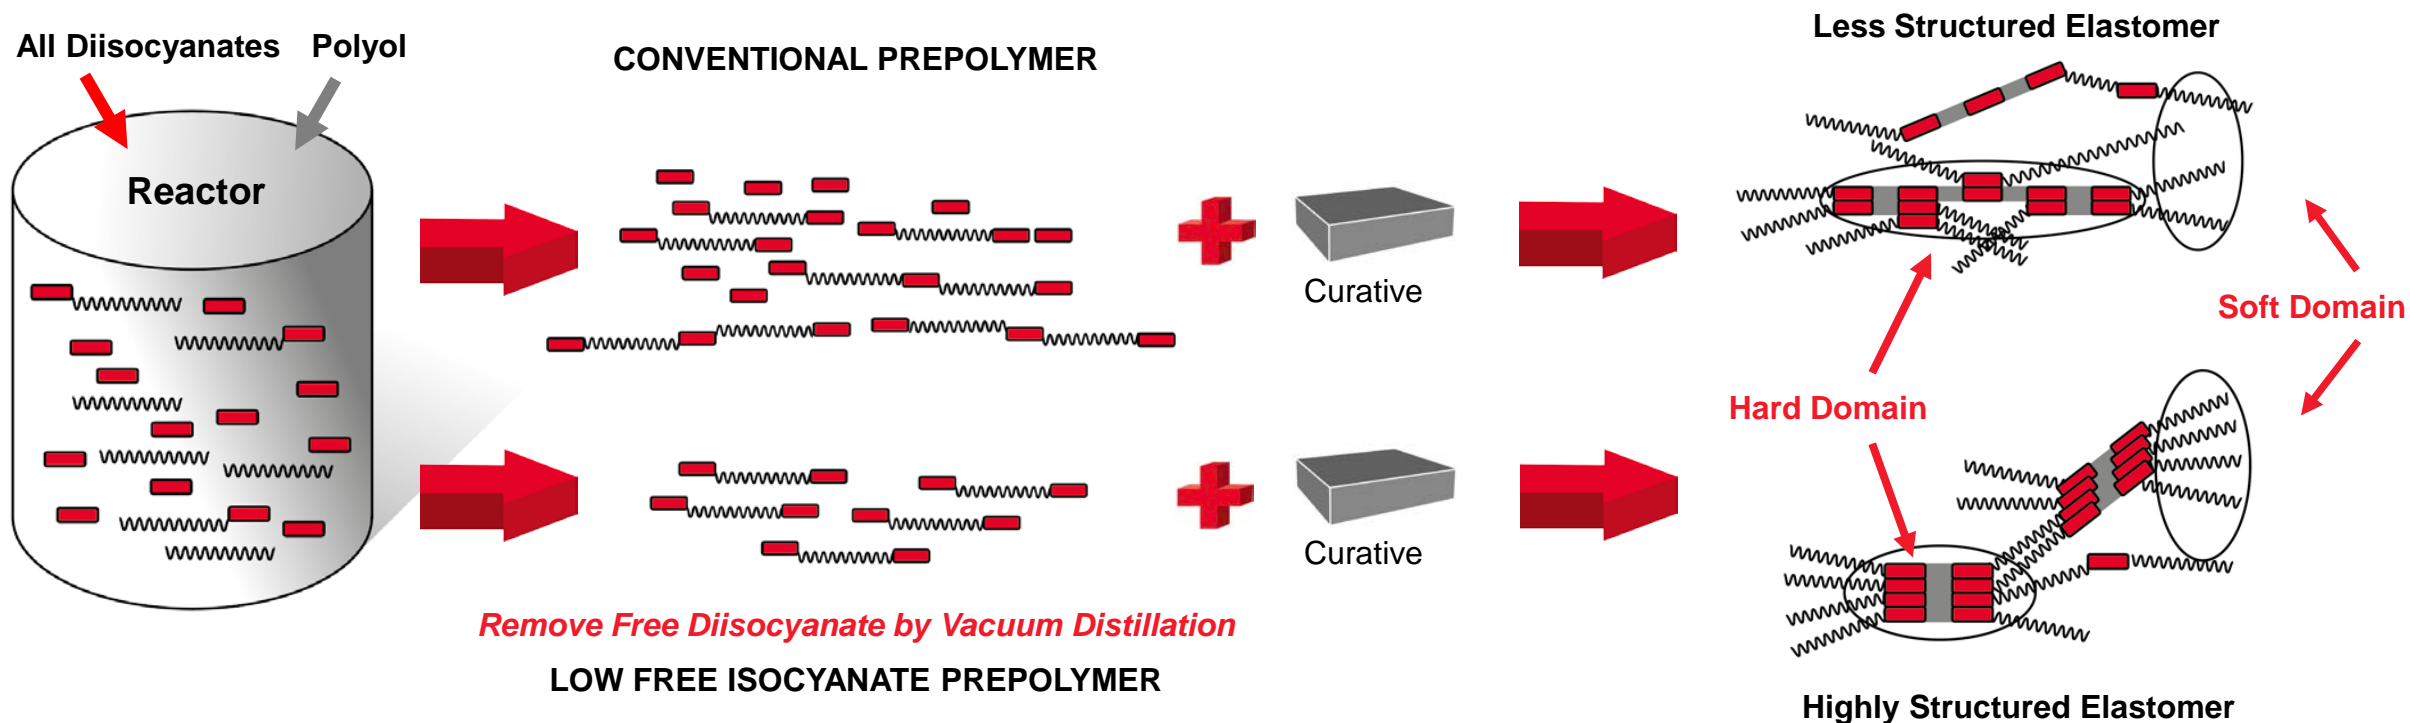 All Diisocyanates
Polyol
Reactor
CONVENTIONAL PREPOLYMER
Curative
Less Structured Elastomer
Soft Domain
Hard Domain
Curative
Remove Free Diisocyanate by Vacuum Distillation
LOW FREE ISOCYANATE PREPOLYMER
Highly Structured Elastomer